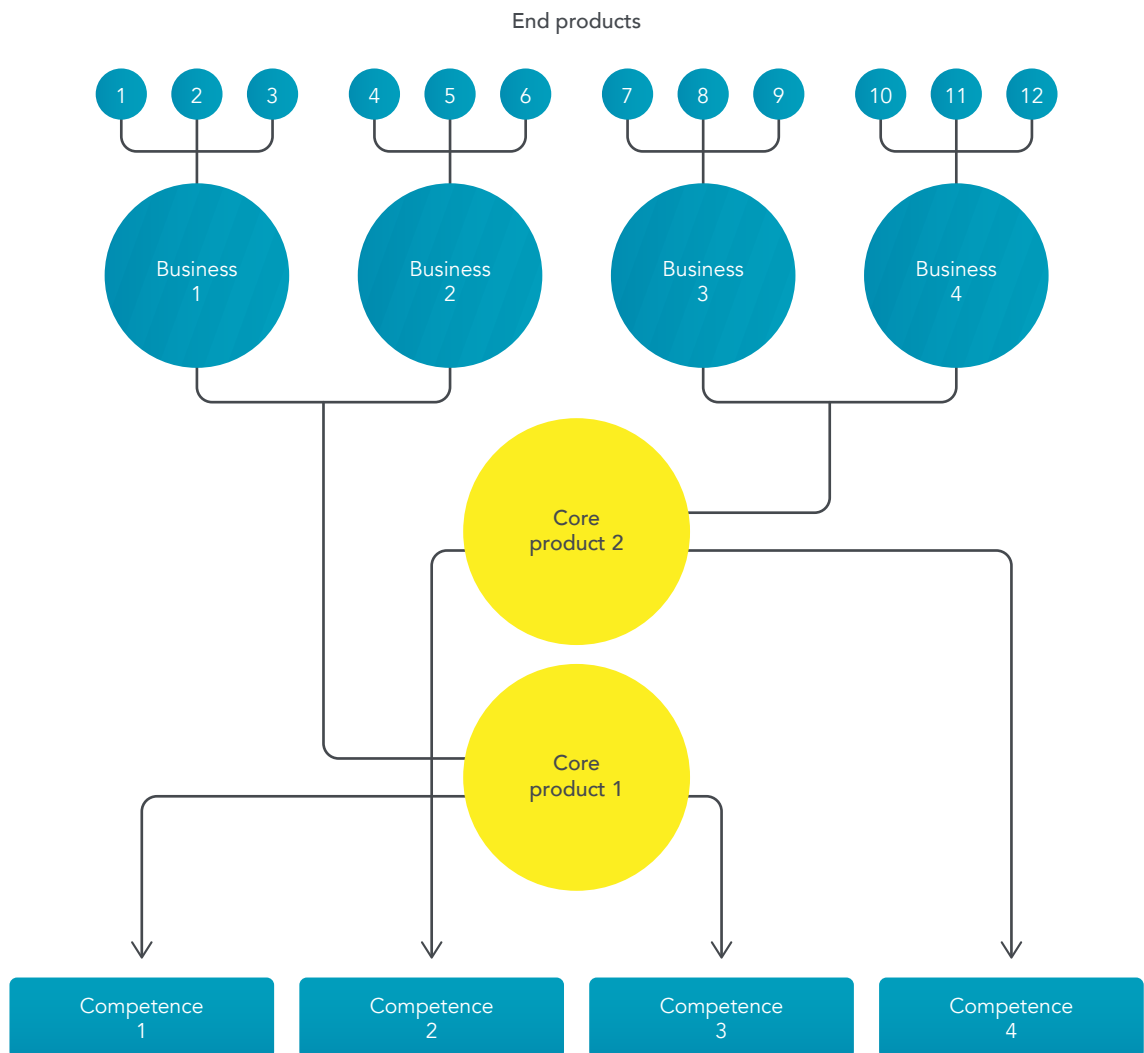 End products
1 2 3 4 5 6 7 8 9 10 11 12
Business
1
Business
2
Business
3
Business
4
Core
product 2
Core
product 1
Competence
1
Competence
2
Competence
3
Competence
4